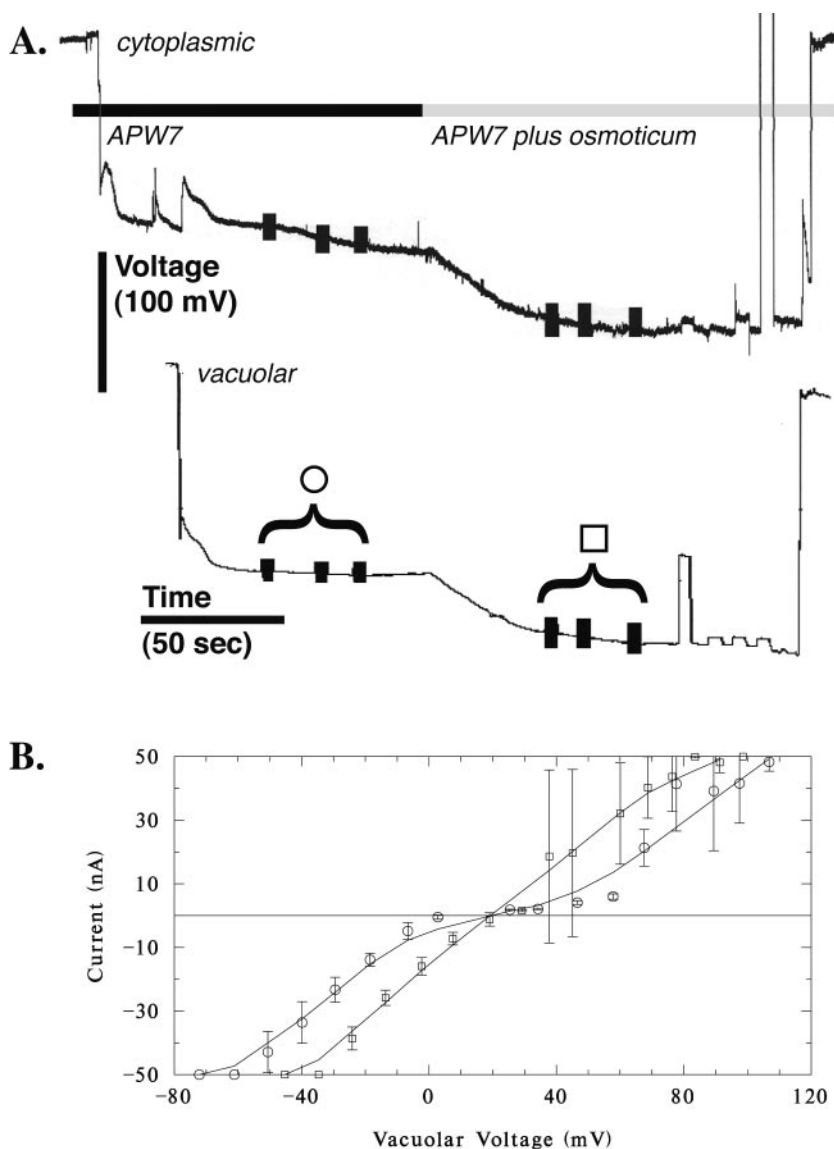 A.
cytoplasmic
APW7
APW7 plus osmoticum
Voltage
(100 mV)
vacuolar
Time
(50 sec)
B.
50
30
10
-10
-30
-50
Current (nA)
-80
-40
0
40
80
120
Vacuolar Voltage (mV)